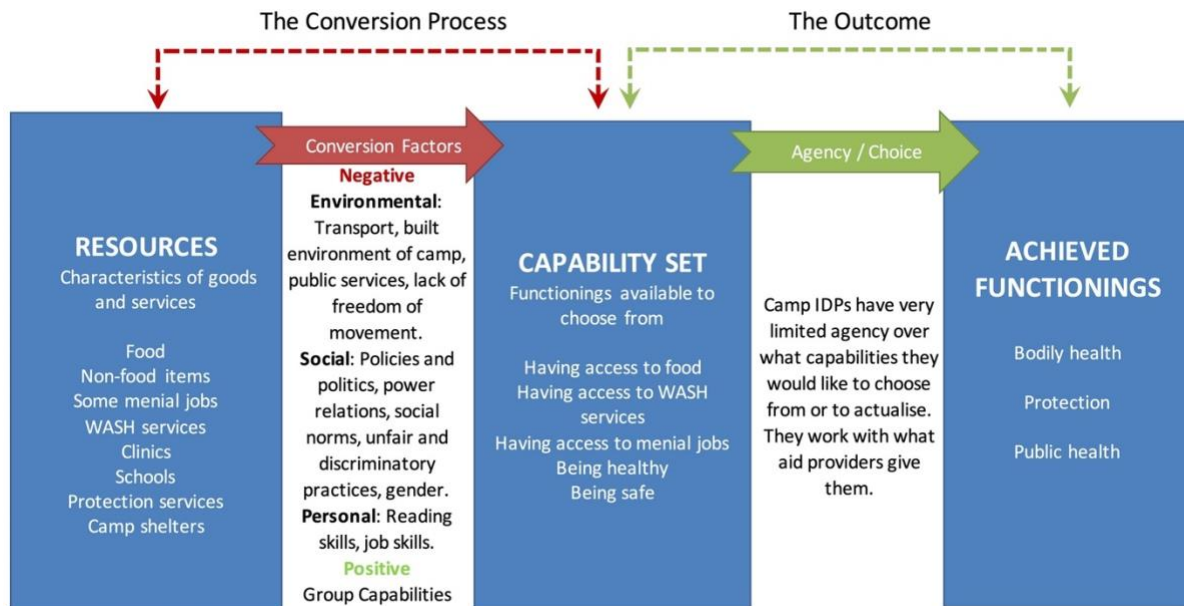 The Conversion Process
The Outcome
RESOURCES
Characteristics of goods
and services
Food
Non-food items
Some menial jobs
WASH services
Clinics
Schools
Protection services
Camp shelters
Conversion Factors
Negative
Environmental:
Transport, built
environment of camp,
public services, lack of
freedom of
movement.
Social: Policies and
politics, power
relations, social
norms, unfair and
discriminatory
practices, gender.
Personal: Reading
skills, job skills.
Positive
Group Capabilities
CAPABILITY SET
Functionings available to
choose from
Having access to food
Having access to WASH
services
Having access to menial jobs
Being healthy
Being safe
Agency / Choice
Camp IDPs have very
limited agency over
what capabilities they
would like to choose
from or to actualise.
They work with what
aid providers give
them.
ACHIEVED
FUNCTIONINGS
Bodily health
Protection
Public health